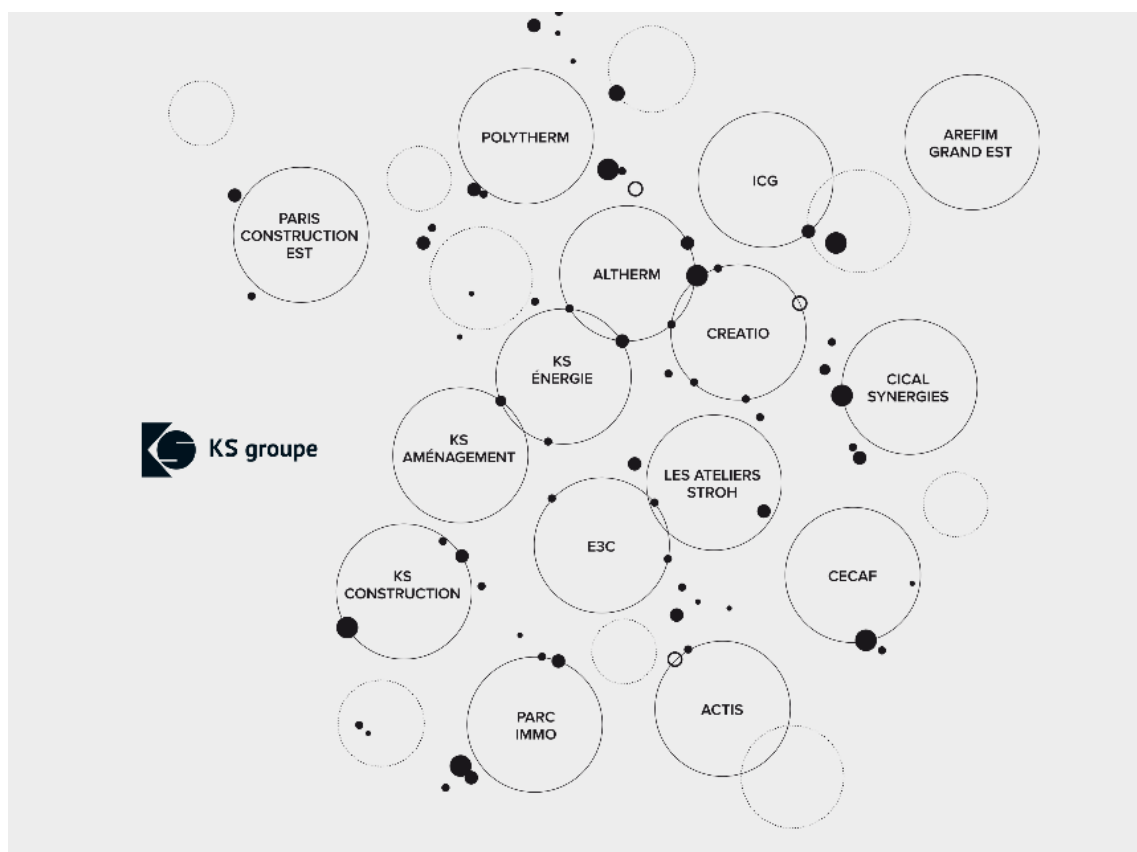 POLYTHERM
AREFIM
GRAND EST
ICG
PARIS
CONSTRUCTION
EST
ALTHERM
CREATIO
KS
ÉNERGIE
CICAL
SYNERGIES
KS groupe
KS
AMÉNAGEMENT
LES ATELIERS
STROH
E3C
KS
CONSTRUCTION
CECAF
PARC
IMMO
ACTIS